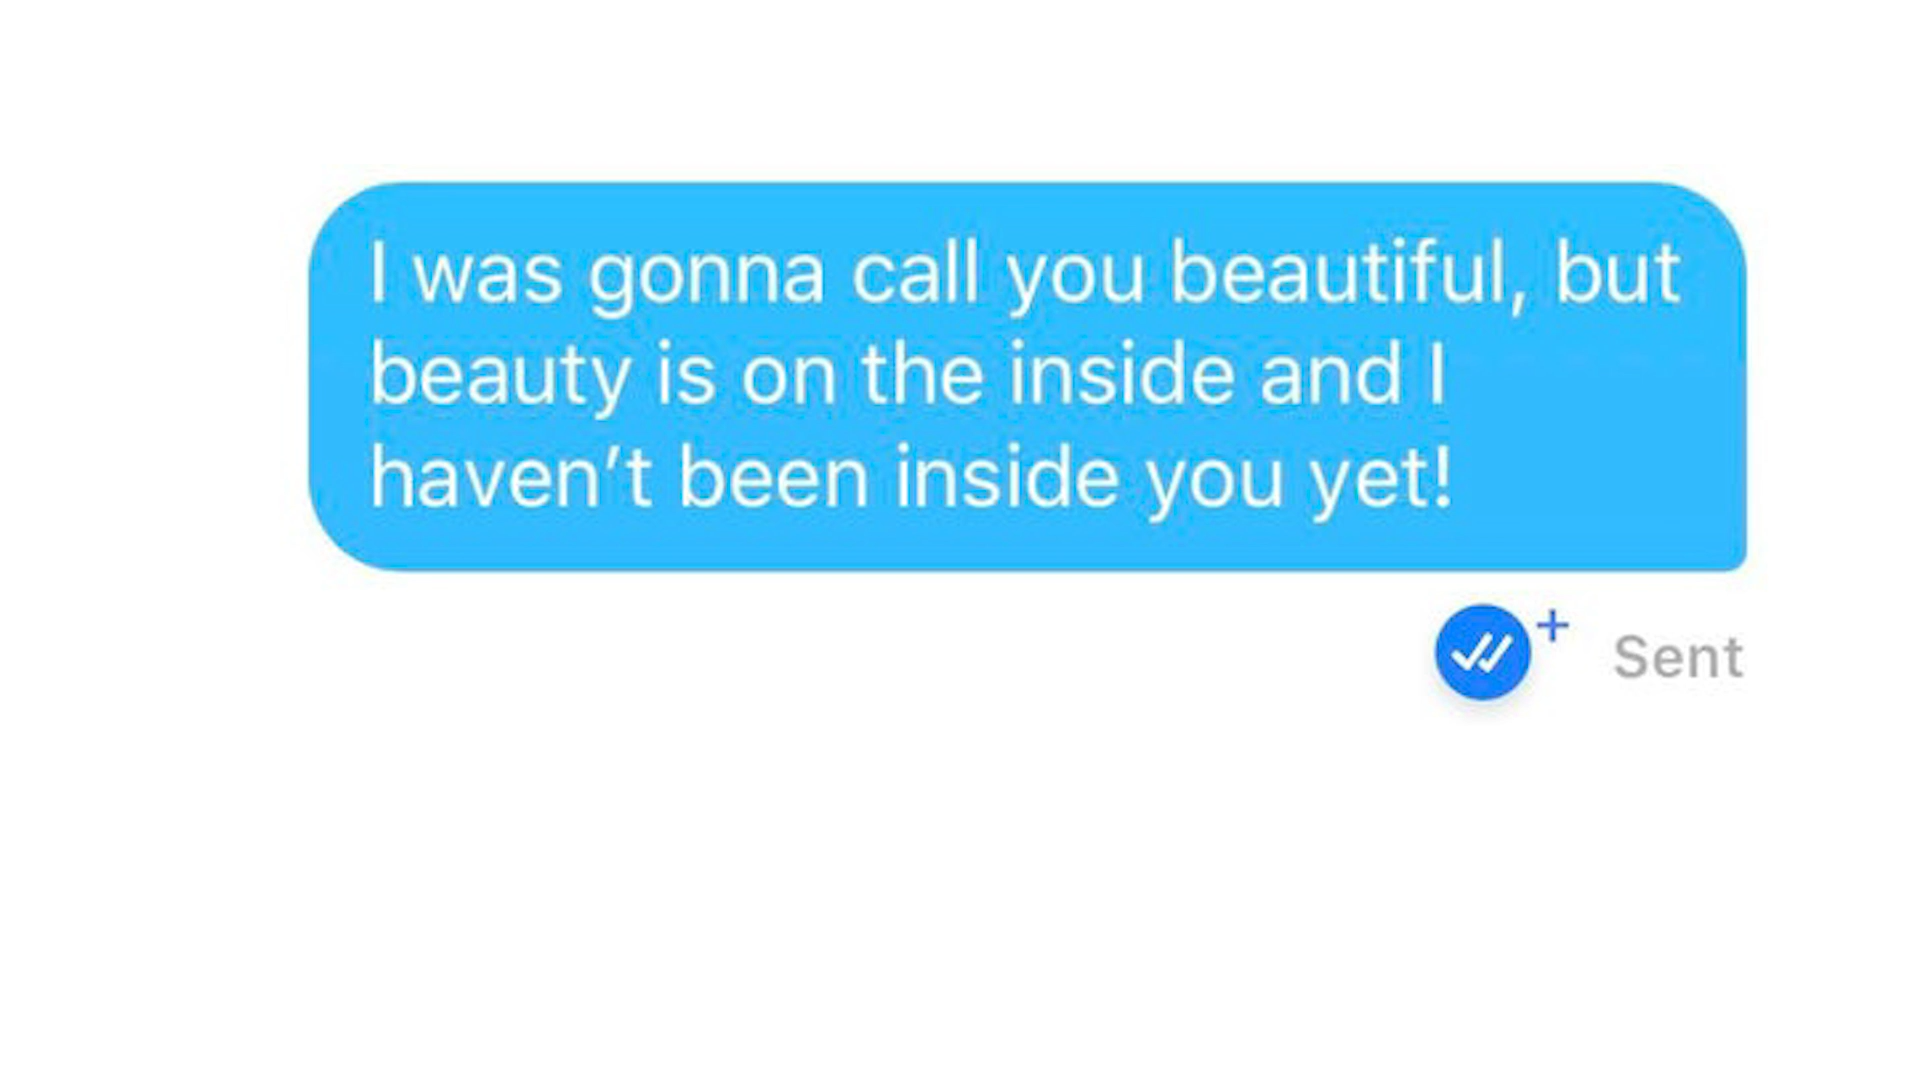 I was gonna call you beautiful, but
beauty is on the inside and I
haven’t been inside you yet!
Sent